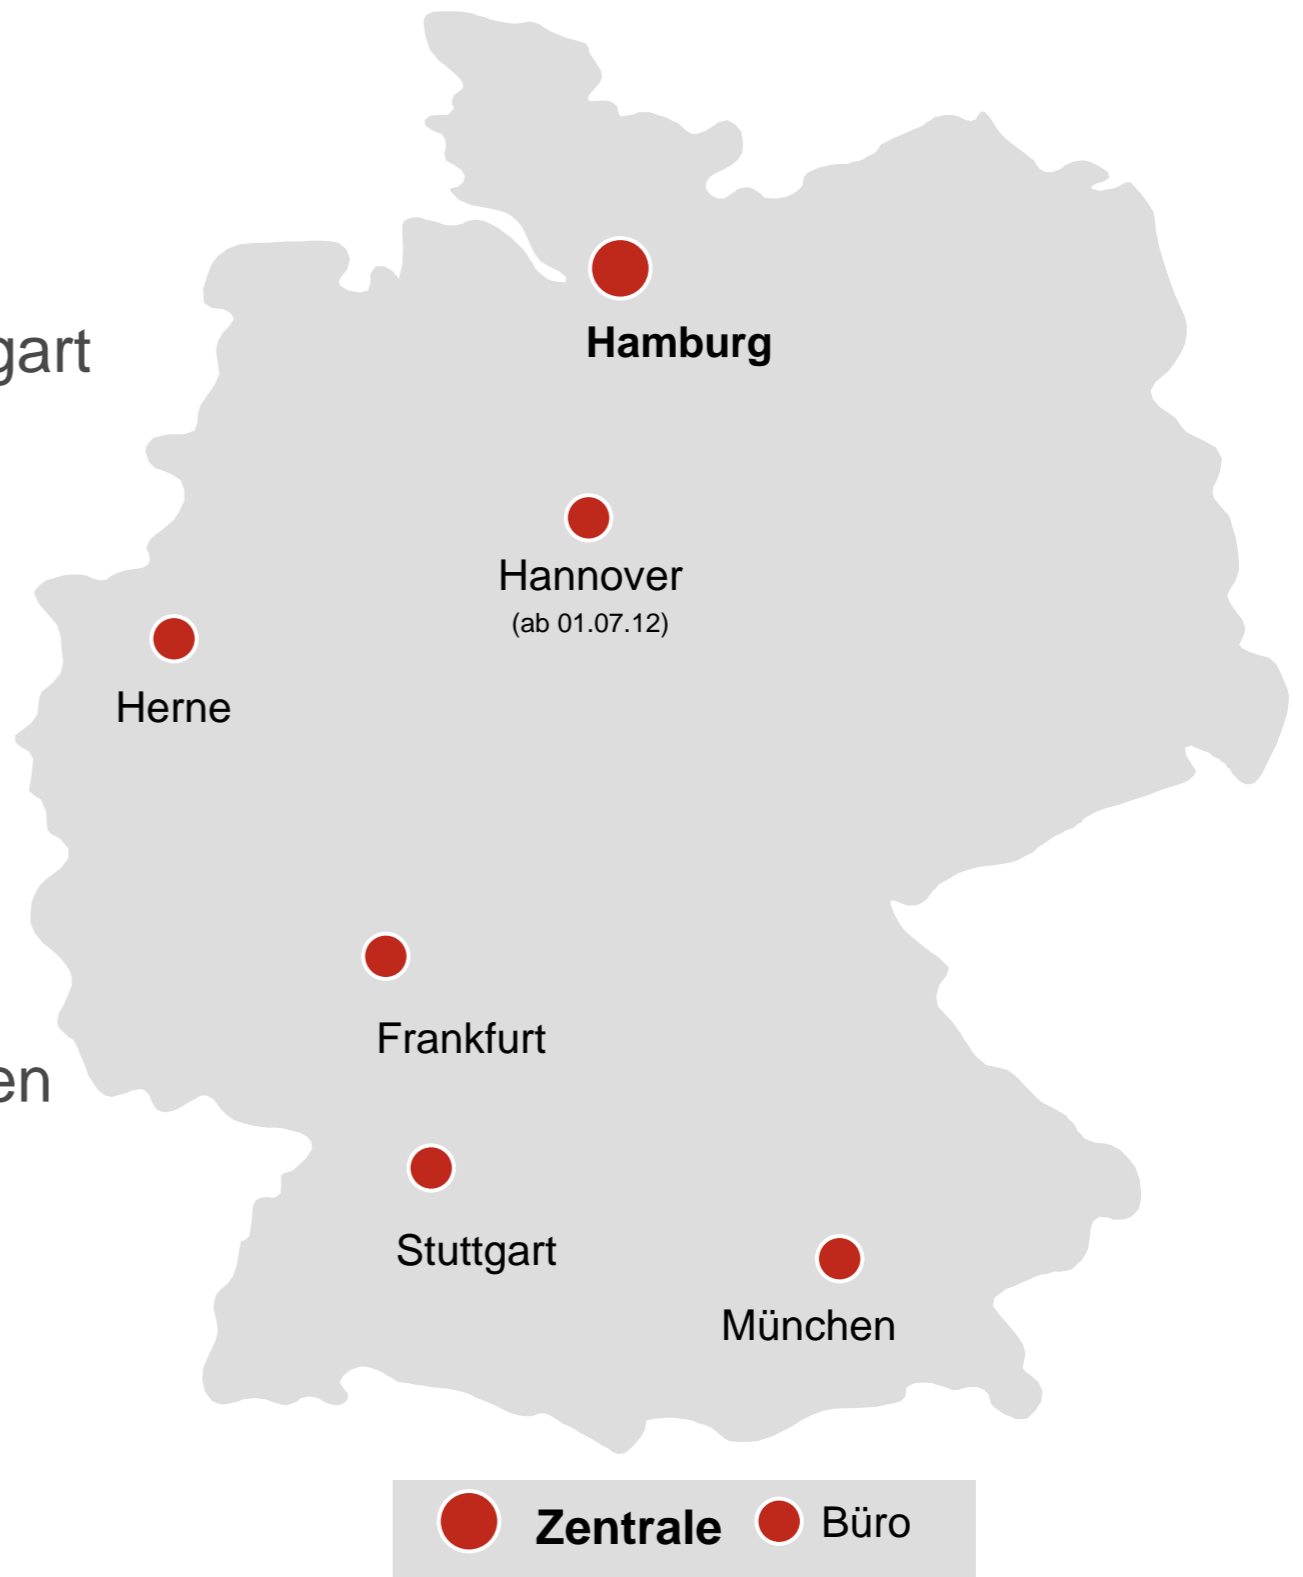 Hamburg
gart
Hannover
(ab 01.07.12)
Herne
Frankfurt
en
Stuttgart
München
Zentrale Büro